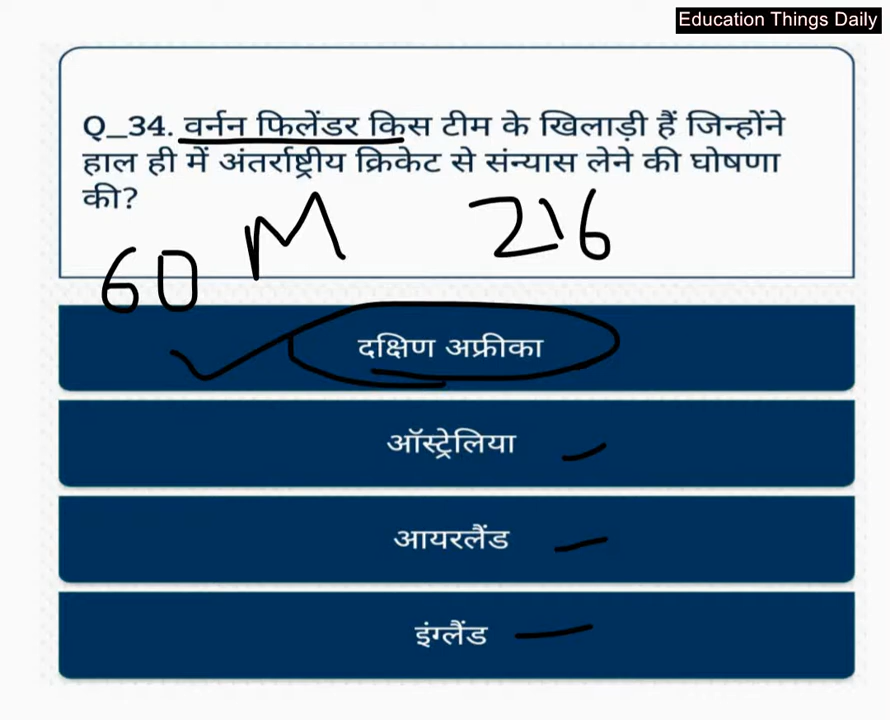 Education Things Daily
Q_34. वर्नन फिलेंडर किस टीम के खिलाड़ी हैं जिन्होंने
हाल ही में अंतर्राष्ट्रीय क्रिकेट से संन्यास लेने की घोषणा
की?
60 M 216
दक्षिण अफ्रीका
ऑस्ट्रेलिया
आयरलैंड
इंग्लैंड